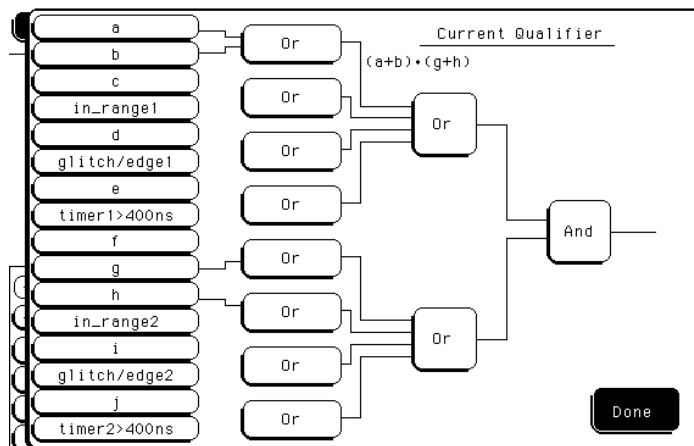 a
b
c
in_range1
d
glitch/edge1
e
timer1>400ns
f
g
h
in_range2
i
glitch/edge2
j
timer2>400ns
Or
Or
Or
Or
Or
Or
Or
Or
Current Qualifier
(a+b)•(g+h)
Or
Or
And
Done